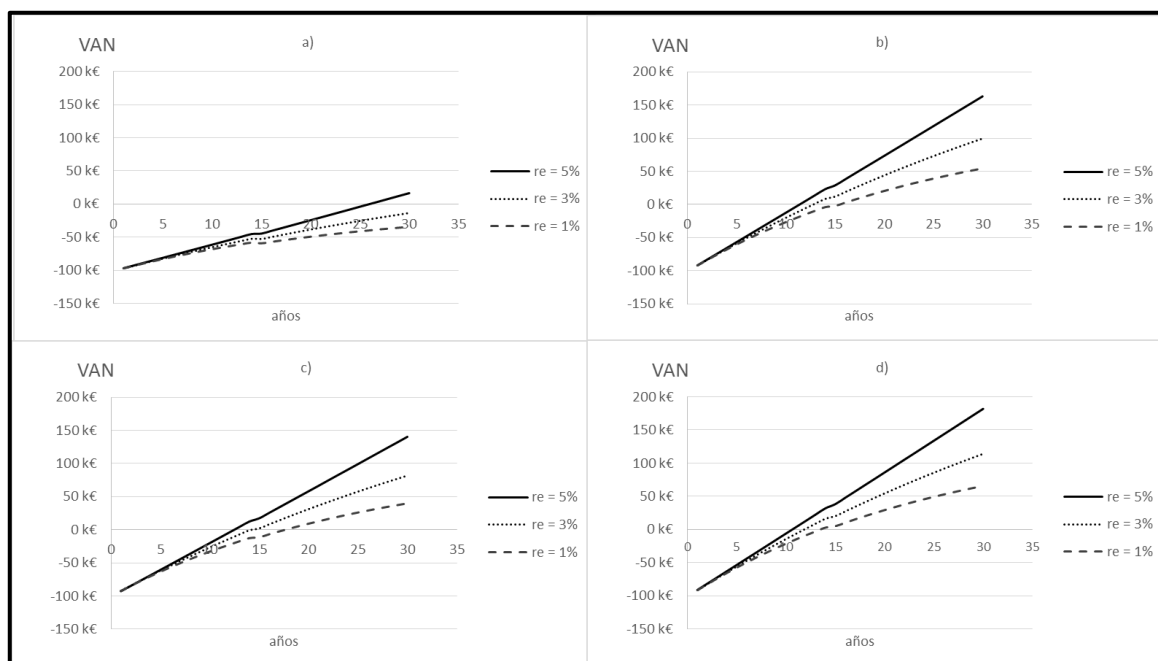 a)
VAN
200 k€
150 k€
100 k€
50 k€
0 k€
-50 k€
-100 k€
-150 k€
0 5 10 15 20 25 30 35
años
re = 5%
re = 3%
re = 1%
b)
VAN
200 k€
150 k€
100 k€
50 k€
0 k€
-50 k€
-100 k€
-150 k€
0 5 10 15 20 25 30 35
años
re = 5%
re = 3%
re = 1%
c)
VAN
200 k€
150 k€
100 k€
50 k€
0 k€
-50 k€
-100 k€
-150 k€
0 5 10 15 20 25 30 35
años
re = 5%
re = 3%
re = 1%
d)
VAN
200 k€
150 k€
100 k€
50 k€
0 k€
-50 k€
-100 k€
-150 k€
0 5 10 15 20 25 30 35
años
re = 5%
re = 3%
re = 1%